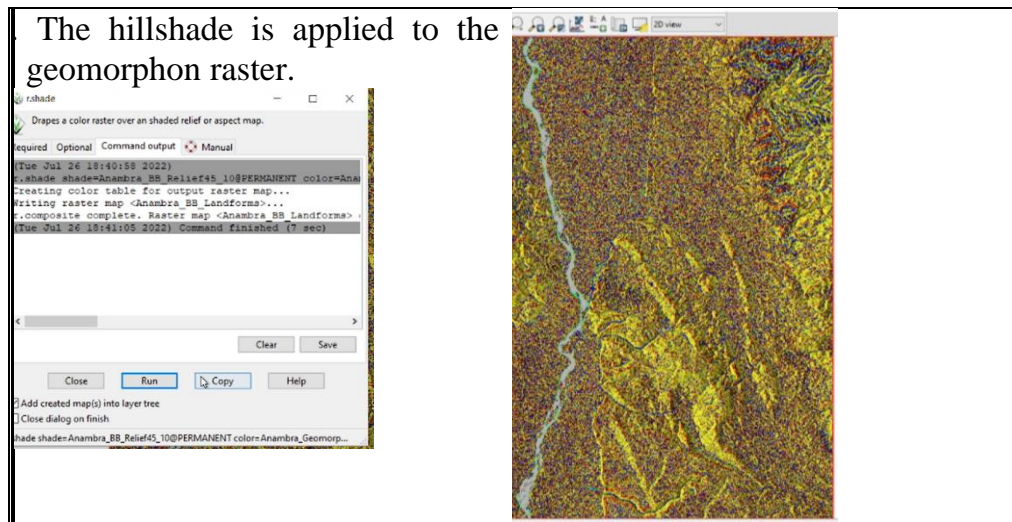 . The hillshade is applied to the
geomorphon raster.
2D view
r.shade
Drapes a color raster over an shaded relief or aspect map.
Required Optional Command output Manual
(Tue Jul 26 18:40:58 2022)
r.shade shade=Anambra_BB_Relief45_10@PERMANENT color=Ana
Creating color table for output raster map...
Writing raster map <Anambra_BB_Landforms>...
r.composite complete. Raster map <Anambra_BB_Landforms>
(Tue Jul 26 18:41:05 2022) Command finished (7 sec)
Clear Save
Close Run Copy Help
Add created map(s) into layer tree
Close dialog on finish
shade shade=Anambra_BB_Relief45_10@PERMANENT color=Anambra_Geomorp...